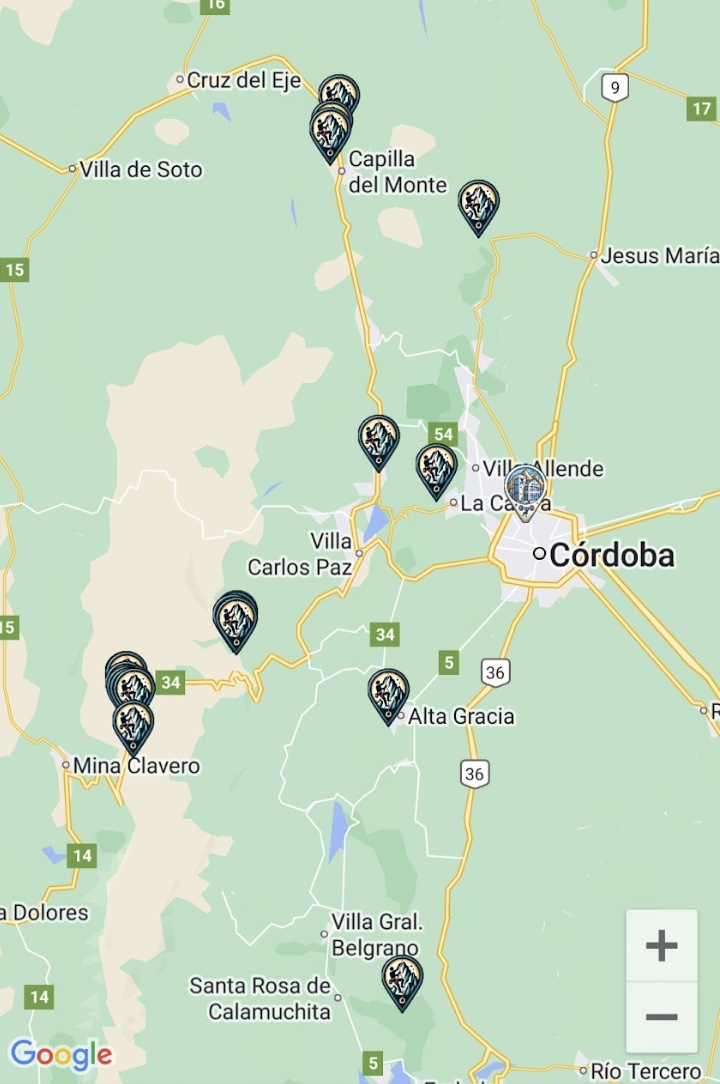 16
Cruz del Eje
9
17
Villa de Soto
Capilla
del Monte
15
Jesus María
54
Villa Allende
La Ca
Villa
Carlos Paz
Córdoba
15
34
5
36
34
Alta Gracia
R
Mina Clavero
36
14
a Dolores
Villa Gral.
Belgrano
Santa Rosa de
Calamuchita
14
Google
5
Río Tercero